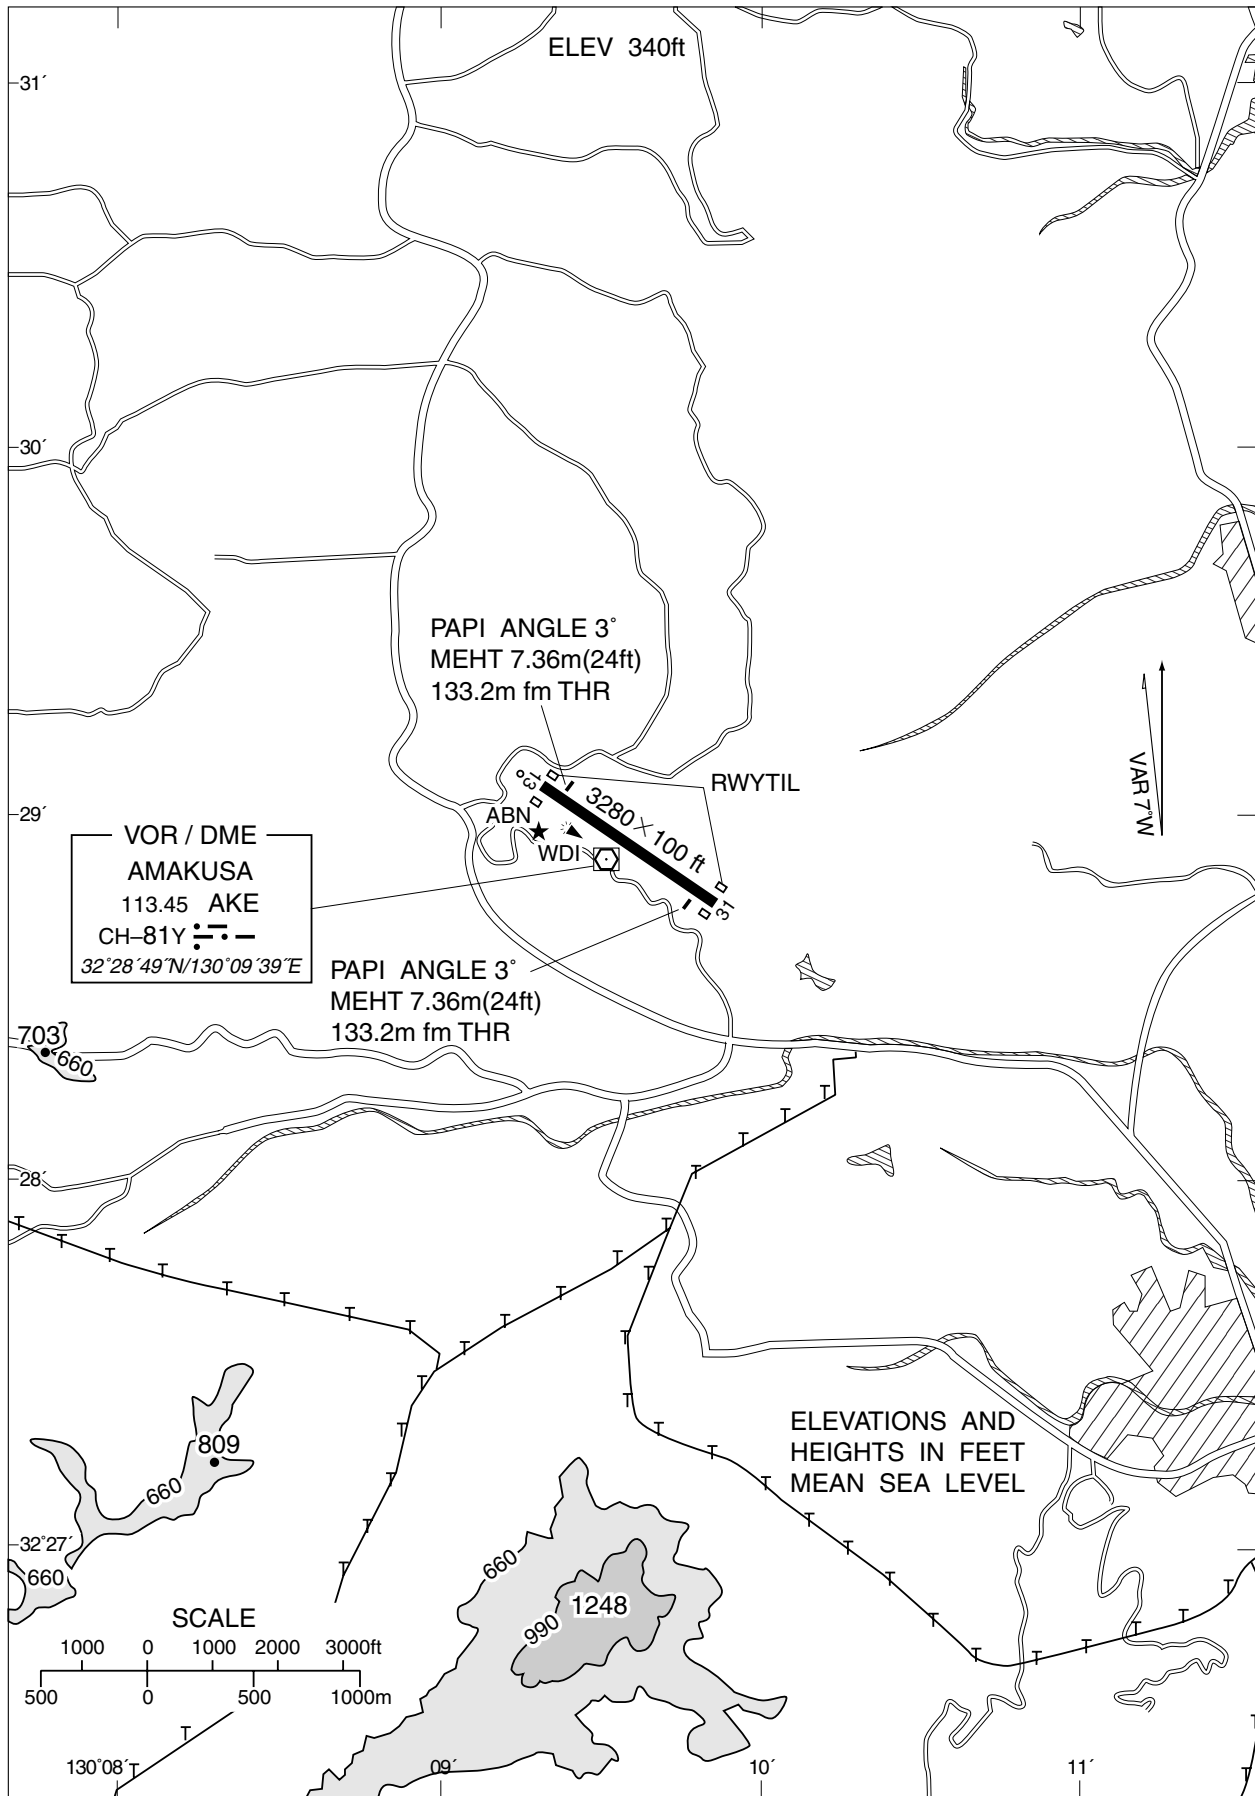 ELEV 340ft
31´
30´
PAPI ANGLE 3°
MEHT 7.36m(24ft)
133.2m fm THR
VAR 7°W
RWYTIL
13
3280 × 100 ft
ABN
WDI
29´
VOR / DME
AMAKUSA
113.45 AKE
CH–81Y
32°28´49˝N/130°09´39˝E
31
PAPI ANGLE 3°
MEHT 7.36m(24ft)
133.2m fm THR
703
660
28´
T T T T T T T T T T T T T T T T T T T T T T T T T T T T T T T T T T T T T T T T T T T
ELEVATIONS AND
HEIGHTS IN FEET
MEAN SEA LEVEL
809
660
32°27´
660
660
1248
990
SCALE
1000 0 1000 2000 3000ft
500 0 500 1000m
130°08´ 09´ 10´ 11´